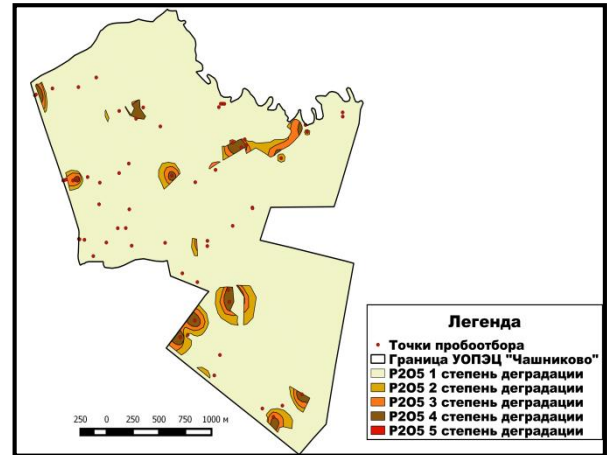 Легенда
Точки пробоотбора
Граница УОПЭЦ "Чашниково"
P2O5 1 степень деградации
P2O5 2 степень деградации
P2O5 3 степень деградации
P2O5 4 степень деградации
P2O5 5 степень деградации
250 0 250 500 750 1000 м